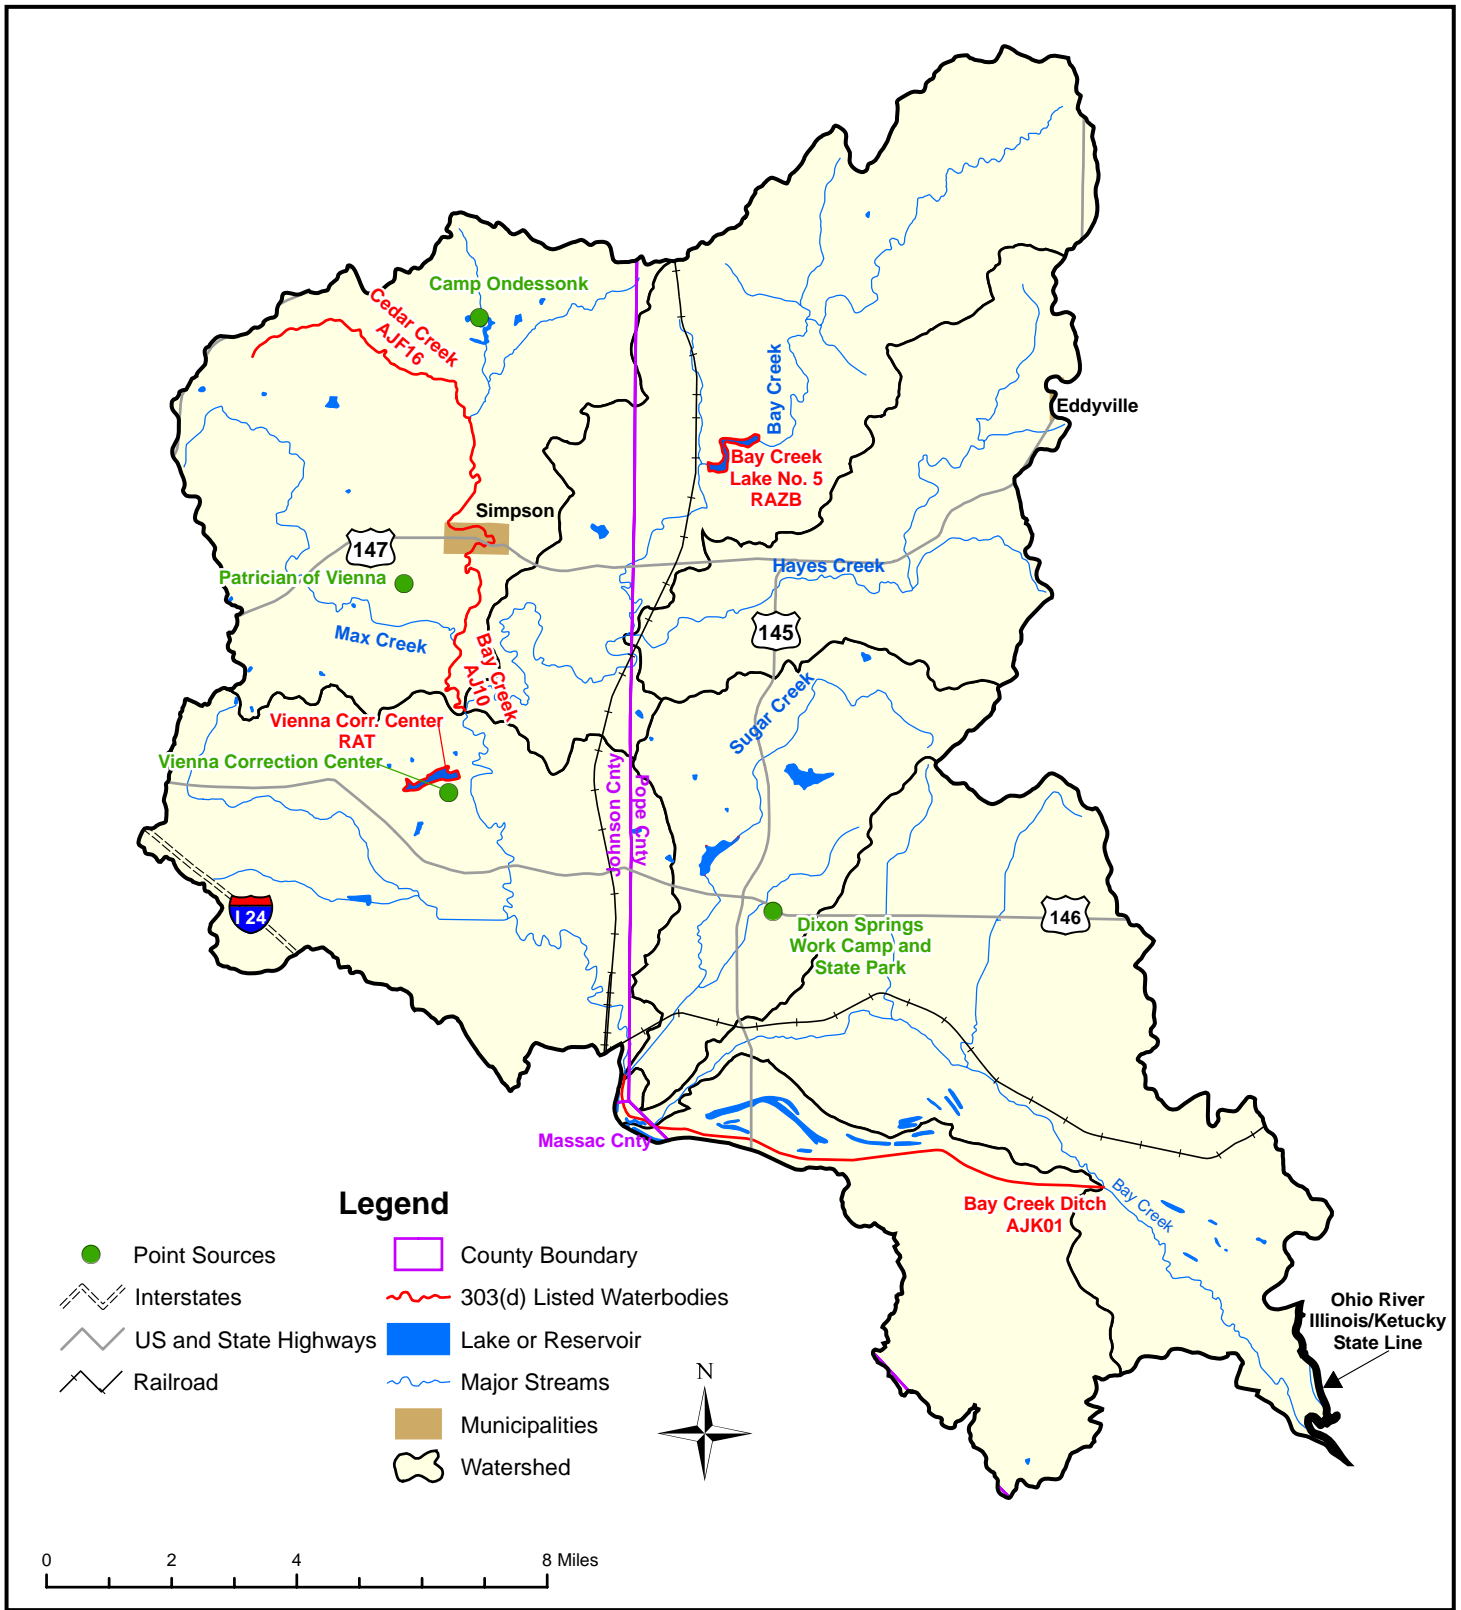 Camp Ondessonk
Cedar Creek
AJF16
Bay Creek
Eddyville
Bay Creek
Lake No. 5
RAZB
Simpson
147
Hayes Creek
Patrician of Vienna
145
Max Creek
Bay Creek
AJ10
Sugar Creek
Vienna Corr. Center
RAT
Vienna Correction Center
Johnson Cnty
Pope Cnty
I 24
146
Dixon Springs
Work Camp and
State Park
Massac Cnty
Bay Creek Ditch
AJK01
Bay Creek
Ohio River
Illinois/Ketucky
State Line
Legend
Point Sources
Interstates
US and State Highways
Railroad
County Boundary
303(d) Listed Waterbodies
Lake or Reservoir
Major Streams
Municipalities
Watershed
N
0 2 4 8 Miles